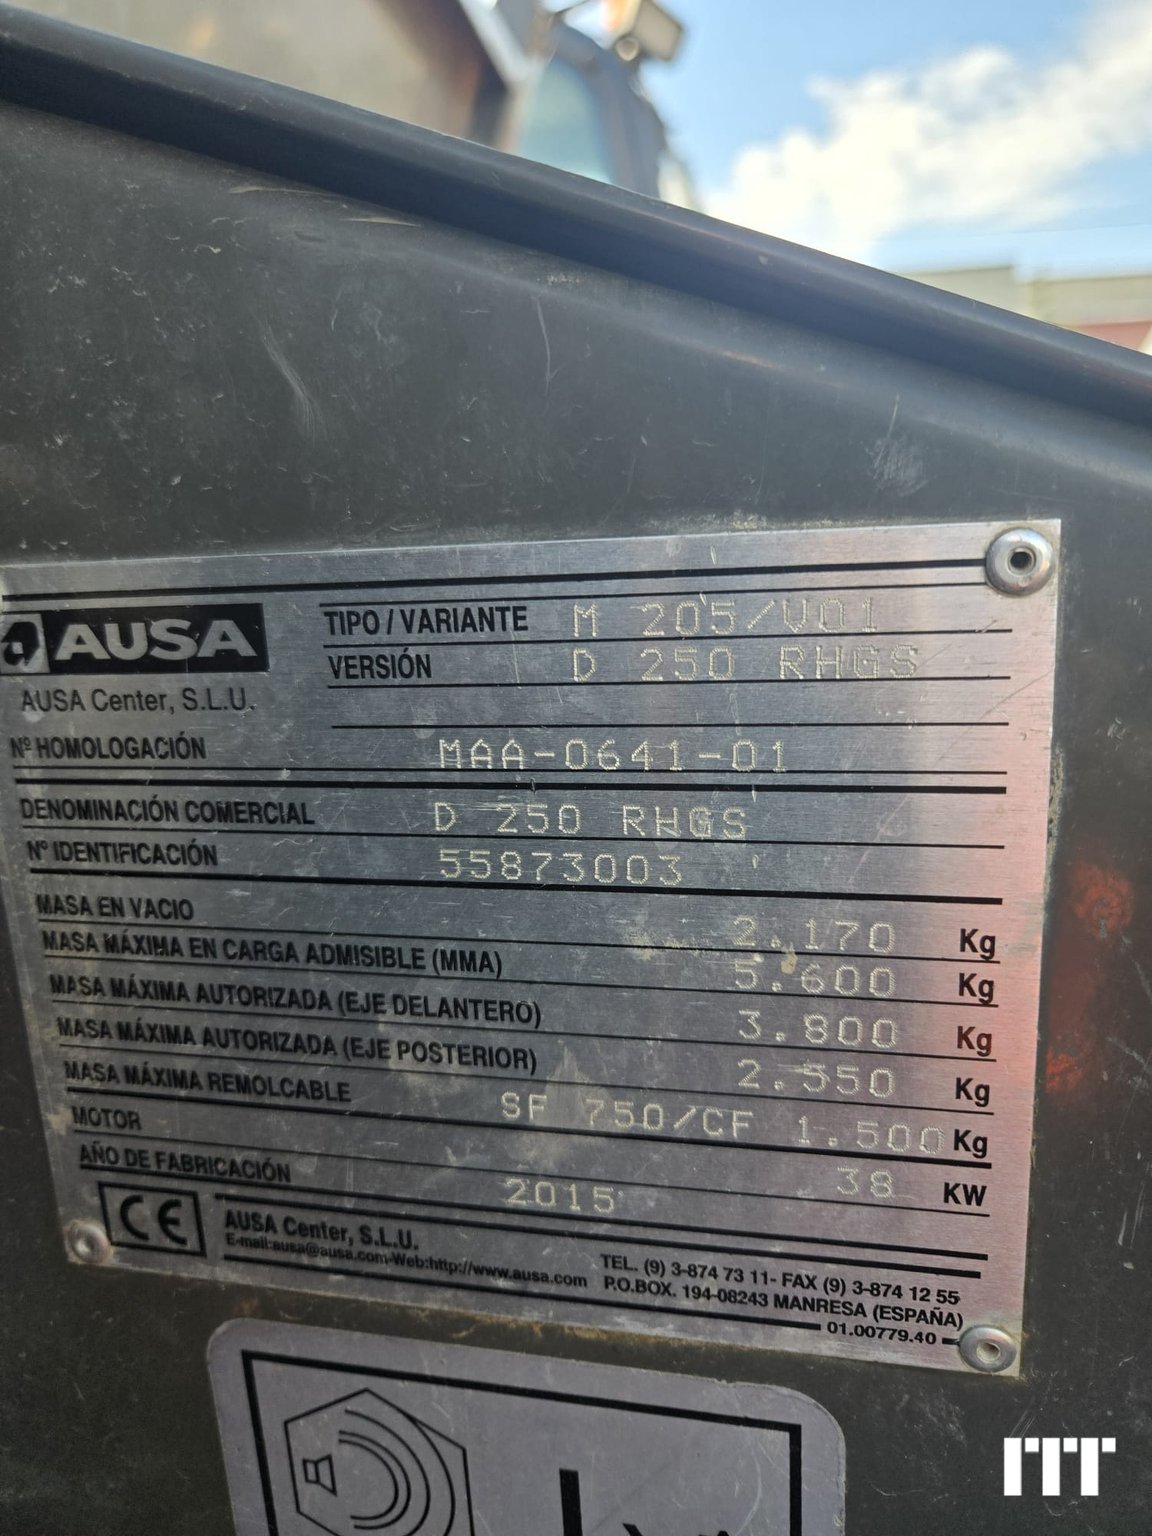 AUSA
AUSA Center, S.L.U.
TIPO / VARIANTE M 205/V01
VERSIÓN D 250 RHGS
Nº HOMOLOGACIÓN MAA-0641-01
DENOMINACIÓN COMERCIAL D 250 RHGS
Nº IDENTIFICACIÓN 55873003
MASA EN VACIO 2.170 Kg
MASA MÁXIMA EN CARGA ADMISIBLE (MMA) 5.600 Kg
MASA MÁXIMA AUTORIZADA (EJE DELANTERO) 3.800 Kg
MASA MÁXIMA AUTORIZADA (EJE POSTERIOR) 2.550 Kg
MASA MÁXIMA REMOLCABLE SF 750/CF 1.500 Kg
MOTOR 38 KW
AÑO DE FABRICACIÓN 2015
CE
AUSA Center, S.L.U.
E-mail:ausa@ausa.com-Web:http://www.ausa.com
TEL. (9) 3-874 73 11- FAX (9) 3-874 12 55
P.O.BOX. 194-08243 MANRESA (ESPAÑA)
01.00779.40